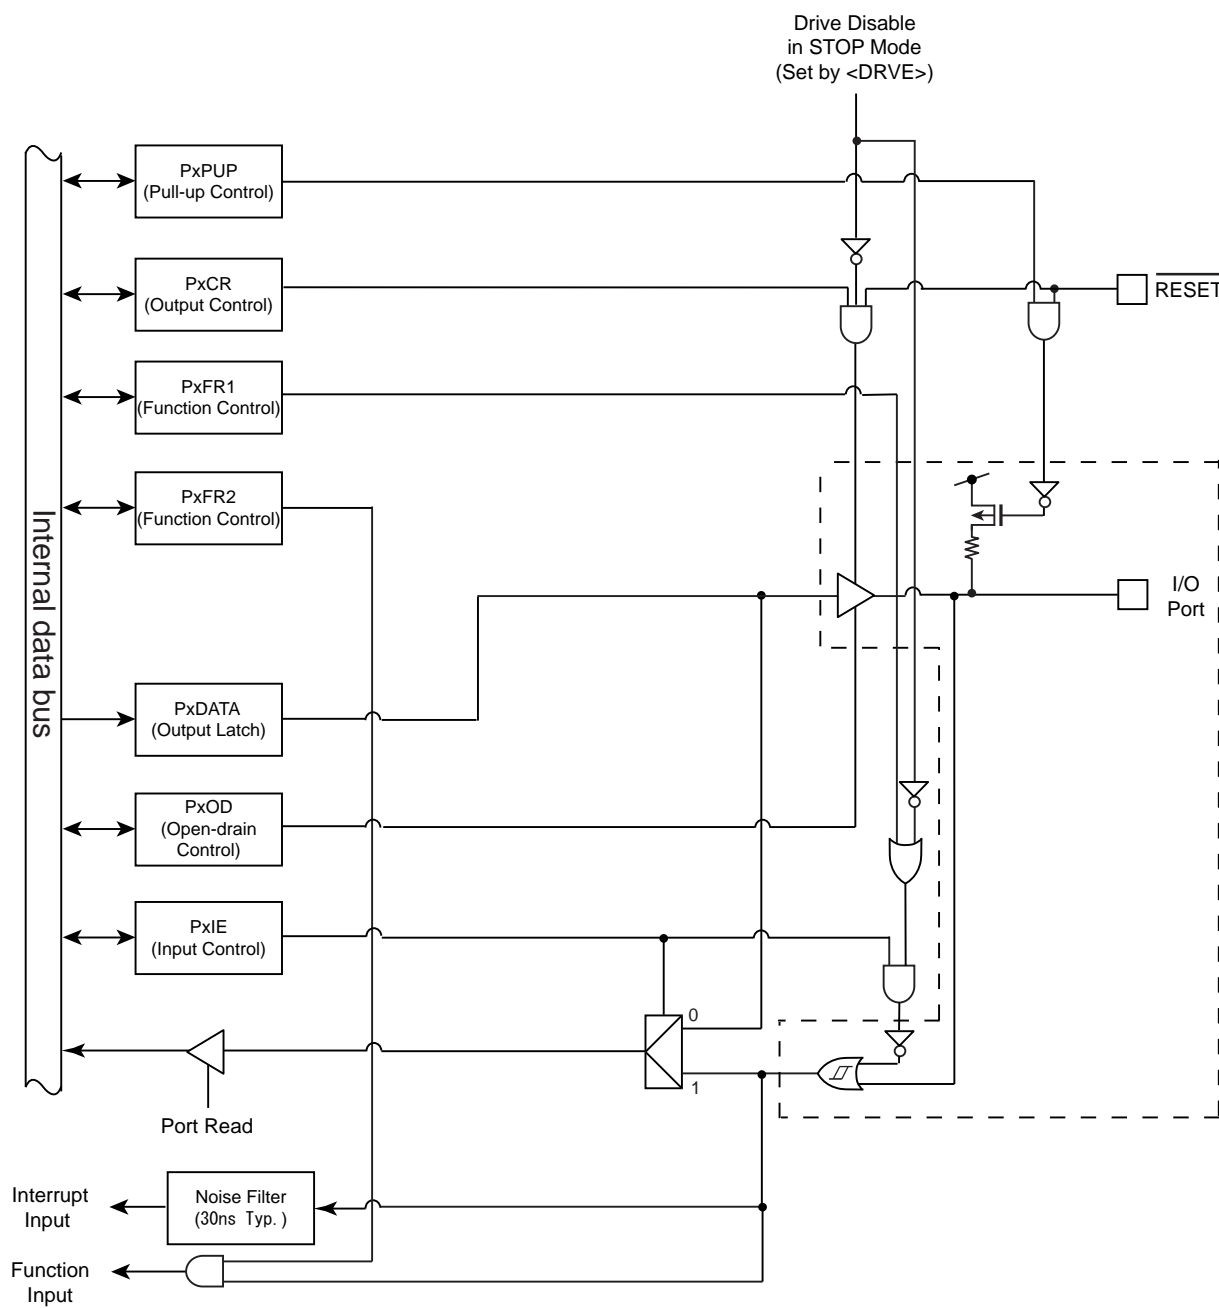 Drive Disable
in STOP Mode
(Set by <DRVE>)
PxPUP
(Pull-up Control)
PxCR
(Output Control)
RESET
PxFR1
(Function Control)
PxFR2
(Function Control)
Internal data bus
I/O
Port
PxDATA
(Output Latch)
PxOD
(Open-drain
Control)
PxIE
(Input Control)
0
1
Port Read
Interrupt
Input
Noise Filter
(30ns Typ.)
Function
Input